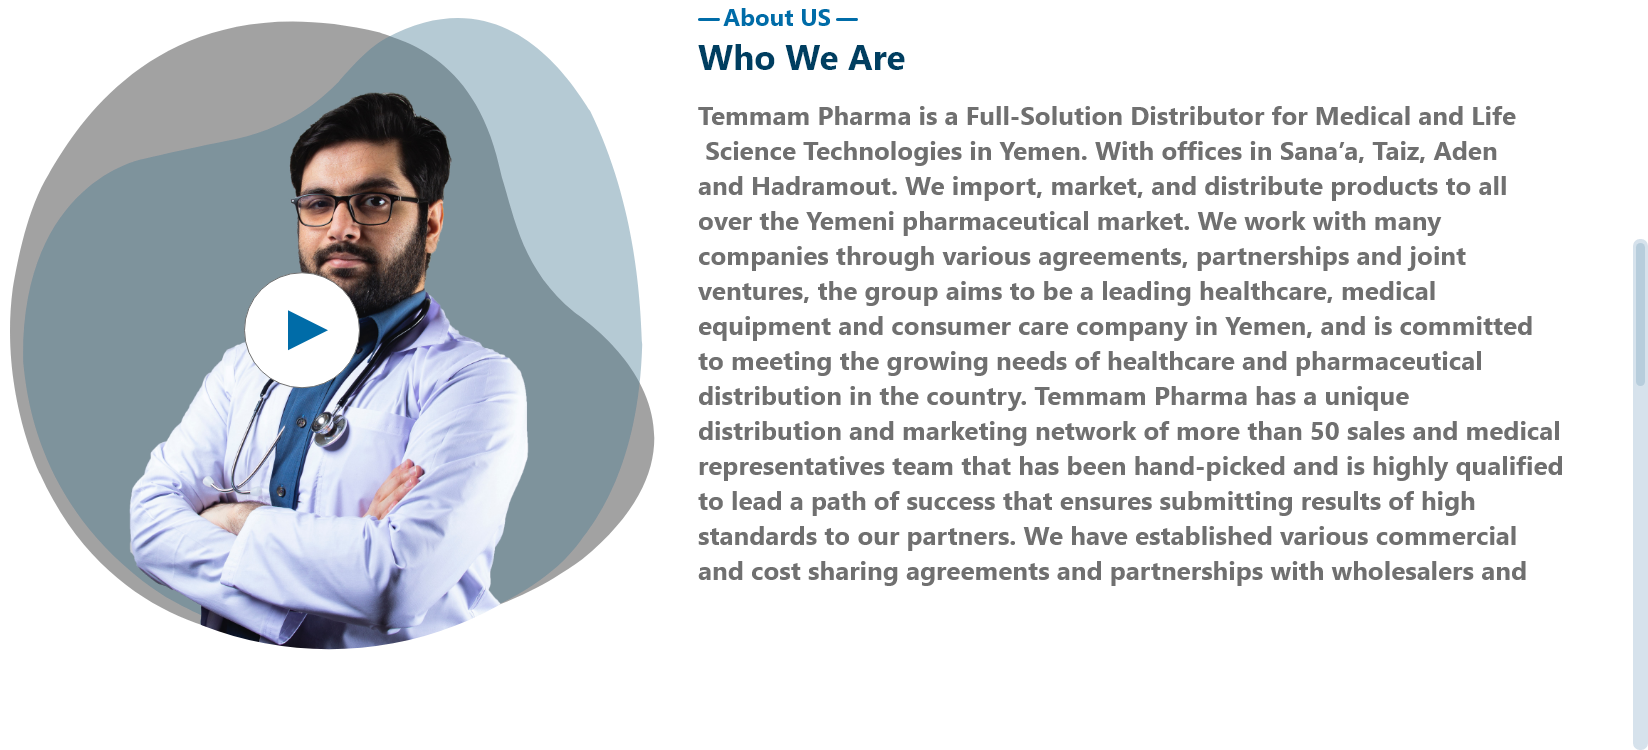 — About US —
Who We Are
Temmam Pharma is a Full-Solution Distributor for Medical and Life
Science Technologies in Yemen. With offices in Sana’a, Taiz, Aden
and Hadramout. We import, market, and distribute products to all
over the Yemeni pharmaceutical market. We work with many
companies through various agreements, partnerships and joint
ventures, the group aims to be a leading healthcare, medical
equipment and consumer care company in Yemen, and is committed
to meeting the growing needs of healthcare and pharmaceutical
distribution in the country. Temmam Pharma has a unique
distribution and marketing network of more than 50 sales and medical
representatives team that has been hand-picked and is highly qualified
to lead a path of success that ensures submitting results of high
standards to our partners. We have established various commercial
and cost sharing agreements and partnerships with wholesalers and